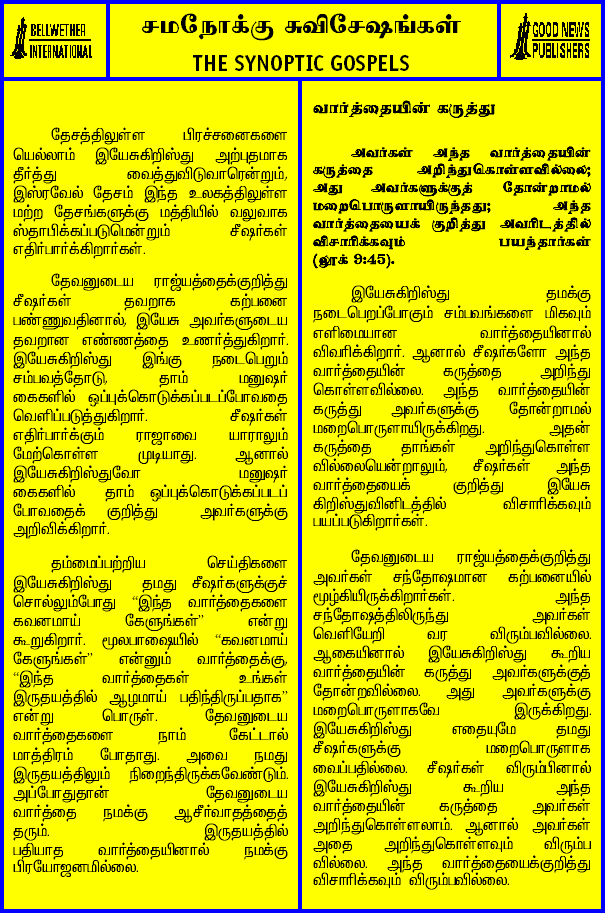 BELLWETHER
INTERNATIONAL
சமநோக்கு சுவிசேஷங்கள்
THE SYNOPTIC GOSPELS
GOOD NEWS
PUBLISHERS
தேசத்திலுள்ள பிரச்சனைகளை
யெல்லாம் இயேசுகிறிஸ்து அற்புதமாக
தீர்த்து வைத்துவிடுவாரென்றும்,
இஸ்ரவேல் தேசம் இந்த உலகத்திலுள்ள
மற்ற தேசங்களுக்கு மத்தியில் வலுவாக
ஸ்தாபிக்கப்படுமென்றும் சீஷர்கள்
எதிர்பார்க்கிறார்கள்.
தேவனுடைய ராஜ்யத்தைக்குறித்து
சீஷர்கள் தவறாக கற்பனை
பண்ணுவதினால், இயேசு அவர்களுடைய
தவறான எண்ணத்தை உணர்த்துகிறார்.
இயேசுகிறிஸ்து இங்கு நடைபெறும்
சம்பவத்தோடு, தாம் மனுஷர்
கைகளில் ஒப்புக்கொடுக்கப்படப்போவதை
வெளிப்படுத்துகிறார். சீஷர்கள்
எதிர்பார்க்கும் ராஜாவை யாராலும்
மேற்கொள்ள முடியாது. ஆனால்
இயேசுகிறிஸ்துவோ மனுஷர்
கைகளில் தாம் ஒப்புக்கொடுக்கப்படப்
போவதைக் குறித்து அவர்களுக்கு
அறிவிக்கிறார்.
தம்மைப்பற்றிய செய்திகளை
இயேசுகிறிஸ்து தமது சீஷர்களுக்குச்
சொல்லும்போது “இந்த வார்த்தைகளை
கவனமாய் கேளுங்கள்” என்று
கூறுகிறார். மூலபாஷையில் “கவனமாய்
கேளுங்கள்” என்னும் வார்த்தைக்கு,
“இந்த வார்த்தைகள் உங்கள்
இருதயத்தில் ஆழமாய் பதிந்திருப்பதாக”
என்று பொருள். தேவனுடைய
வார்த்தைகளை நாம் கேட்டால்
மாத்திரம் போதாது. அவை நமது
இருதயத்திலும் நிறைந்திருக்கவேண்டும்.
அப்போதுதான் தேவனுடைய
வார்த்தை நமக்கு ஆசீர்வாதத்தைத்
தரும். இருதயத்தில்
பதியாத வார்த்தையினால் நமக்கு
பிரயோஜனமில்லை.
வார்த்தையின் கருத்து
அவர்கள் அந்த வார்த்தையின்
கருத்தை அறிந்துகொள்ளவில்லை;
அது அவர்களுக்குத் தோன்றாமல்
மறைபொருளாயிருந்தது; அந்த
வார்த்தையைக் குறித்து அவரிடத்தில்
விசாரிக்கவும் பயந்தார்கள்
(லூக் 9:45).
இயேசுகிறிஸ்து தமக்கு
நடைபெறப்போகும் சம்பவங்களை மிகவும்
எளிமையான வார்த்தையினால்
விவரிக்கிறார். ஆனால் சீஷர்களோ அந்த
வார்த்தையின் கருத்தை அறிந்து
கொள்ளவில்லை. அந்த வார்த்தையின்
கருத்து அவர்களுக்கு தோன்றாமல்
மறைபொருளாயிருக்கிறது. அதன்
கருத்தை தாங்கள் அறிந்துகொள்ள
வில்லையென்றாலும், சீஷர்கள் அந்த
வார்த்தையைக் குறித்து இயேசு
கிறிஸ்துவினிடத்தில் விசாரிக்கவும்
பயப்படுகிறார்கள்.
தேவனுடைய ராஜ்யத்தைக்குறித்து
அவர்கள் சந்தோஷமான கற்பனையில்
மூழ்கியிருக்கிறார்கள். அந்த
சந்தோஷத்திலிருந்து அவர்கள்
வெளியேறி வர விரும்பவில்லை.
ஆகையினால் இயேசுகிறிஸ்து கூறிய
வார்த்தையின் கருத்து அவர்களுக்குத்
தோன்றவில்லை. அது அவர்களுக்கு
மறைபொருளாகவே இருக்கிறது.
இயேசுகிறிஸ்து எதையுமே தமது
சீஷர்களுக்கு மறைபொருளாக
வைப்பதில்லை. சீஷர்கள் விரும்பினால்
இயேசுகிறிஸ்து கூறிய அந்த
வார்த்தையின் கருத்தை அவர்கள்
அறிந்துகொள்ளலாம். ஆனால் அவர்கள்
அதை அறிந்துகொள்ளவும் விரும்ப
வில்லை. அந்த வார்த்தையைக்குறித்து
விசாரிக்கவும் விரும்பவில்லை.